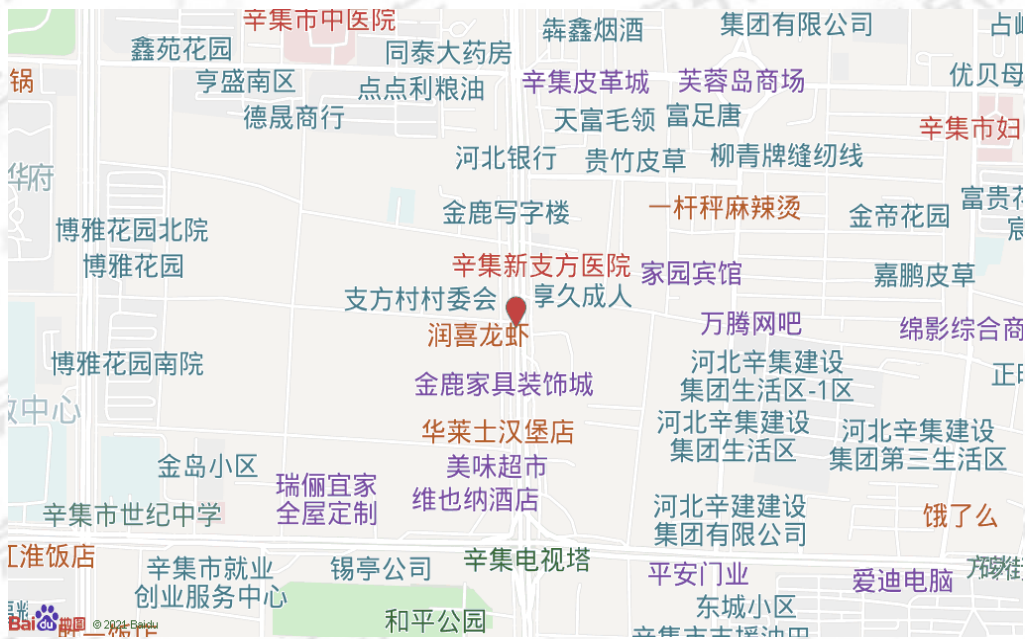 辛集市中医院
犇鑫烟酒
集团有限公司
鑫苑花园
同泰大药房
锅
亨盛南区
点点利粮油
辛集皮革城
芙蓉岛商场
优贝母
德晟商行
天富毛领
富足唐
辛集市妇
河北银行
贵竹皮草
柳青牌缝纫线
华府
金鹿写字楼
一杆秤麻辣烫
金帝花园
富贵花
宸
博雅花园北院
博雅花园
辛集新支方医院
家园宾馆
嘉鹏皮草
支方村村委会
享久成人
润喜龙虾
万腾网吧
绵影综合商
博雅花园南院
河北辛集建设
集团生活区-1区
金鹿家具装饰城
中心
华莱士汉堡店
河北辛集建设
集团生活区
河北辛集建设
集团第三生活区
金岛小区
美味超市
瑞俪宜家
全屋定制
维也纳酒店
河北辛建建设
集团有限公司
饿了么
辛集市世纪中学
江淮饭店
辛集市就业
创业服务中心
锡亭公司
辛集电视塔
平安门业
爱迪电脑
方砖街
和平公园
东城小区
Bai du 地图
© 2021 Baidu